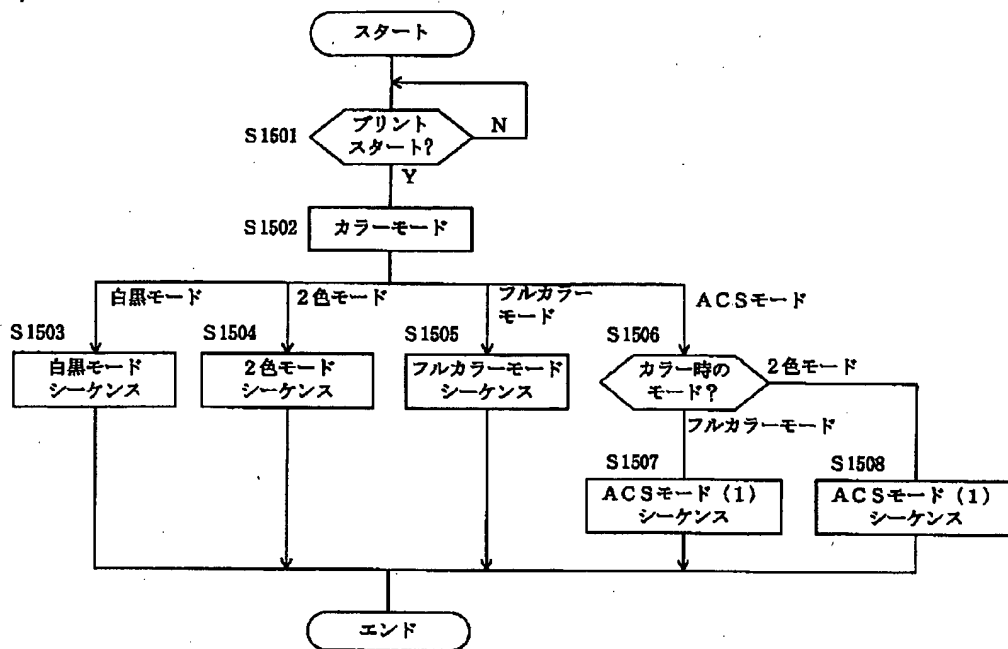 スタート
S1501
プリント
スタート?
N
Y
S1502
カラーモード
白黒モード
2色モード
フルカラー
モード
ACSモード
S1503
白黒モード
シーケンス
S1504
2色モード
シーケンス
S1505
フルカラーモード
シーケンス
S1506
カラー時の
モード?
2色モード
フルカラーモード
S1507
ACSモード(1)
シーケンス
S1508
ACSモード(1)
シーケンス
エンド